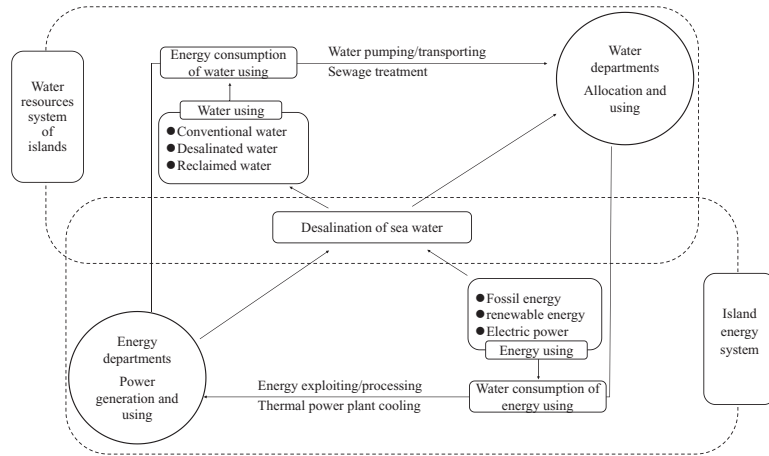 Energy consumption
of water using
Water pumping/transporting
Sewage treatment
Water
departments
Allocation and
using
Water
resources
system
of
islands
Water using
Conventional water
Desalinated water
Reclaimed water
Desalination of sea water
Fossil energy
renewable energy
Electric power
Energy using
Island
energy
system
Energy
departments
Power
generation and
using
Energy exploiting/processing
Thermal power plant cooling
Water consumption of
energy using